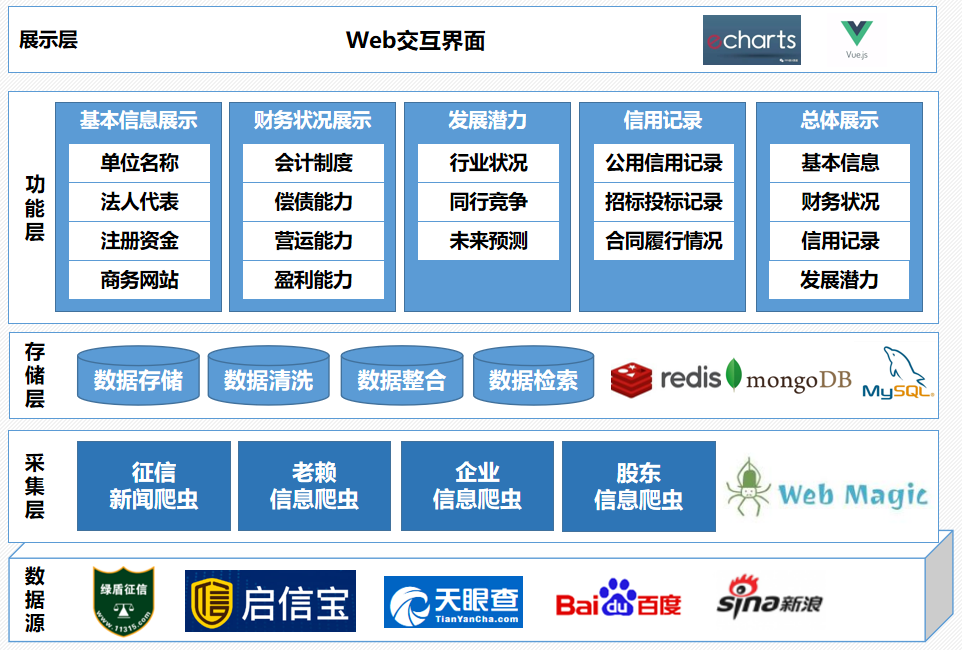 展示层
Web交互界面
echarts
Vue.js
功能层
基本信息展示
单位名称
法人代表
注册资金
商务网站
财务状况展示
会计制度
偿债能力
营运能力
盈利能力
发展潜力
行业状况
同行竞争
未来预测
信用记录
公用信用记录
招标投标记录
合同履行情况
总体展示
基本信息
财务状况
信用记录
发展潜力
存储层
数据存储
数据清洗
数据整合
数据检索
redis
mongoDB
MySQL
采集层
征信
新闻爬虫
老赖
信息爬虫
企业
信息爬虫
股东
信息爬虫
Web Magic
数据源
绿盾征信
www.11315.com
启信宝
天眼查
TianYanCha.com
Bai du 百度
sina新浪